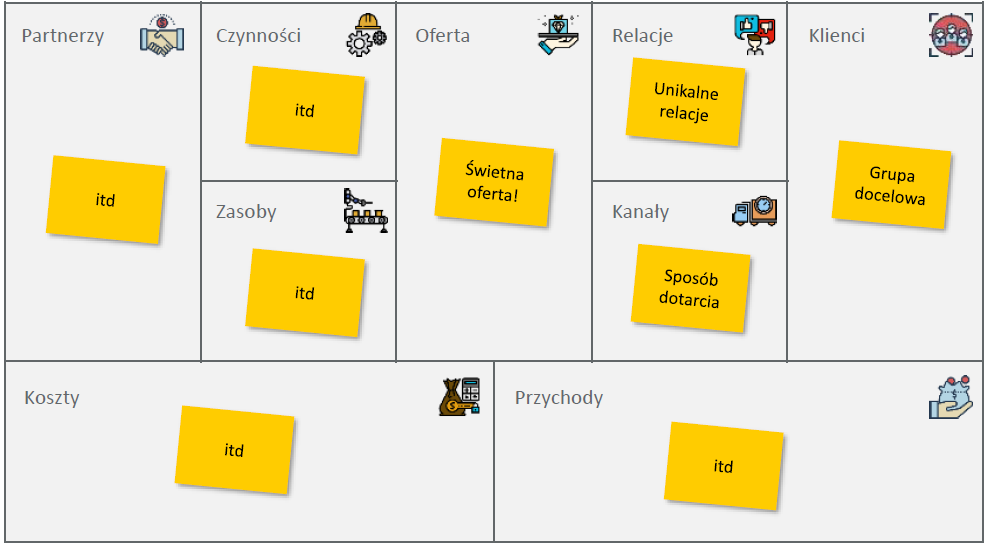 Partnerzy
itd
Czynności
itd
Zasoby
itd
Oferta
Świetna
oferta!
Relacje
Unikalne
relacje
Kanały
Sposób
dotarcia
Klienci
Grupa
docelowa
Koszty
itd
Przychody
itd